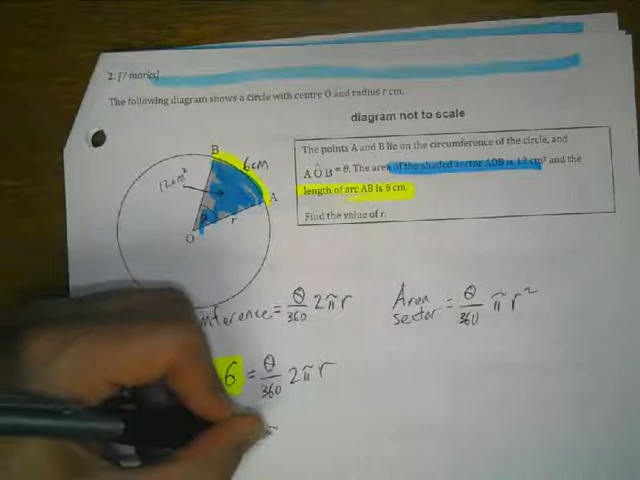 2. [7 marks]
The following diagram shows a circle with centre O and radius r cm.
diagram not to scale
B
6cm
12cm²
A
θ
r
O
The points A and B lie on the circumference of the circle, and
AÔB = θ. The area of the shaded sector AOB is 12 cm² and the
length of arc AB is 6 cm.
Find the value of r.
= θ/360 2πr
Area sector = θ/360 πr²
6 = θ/360 2πr